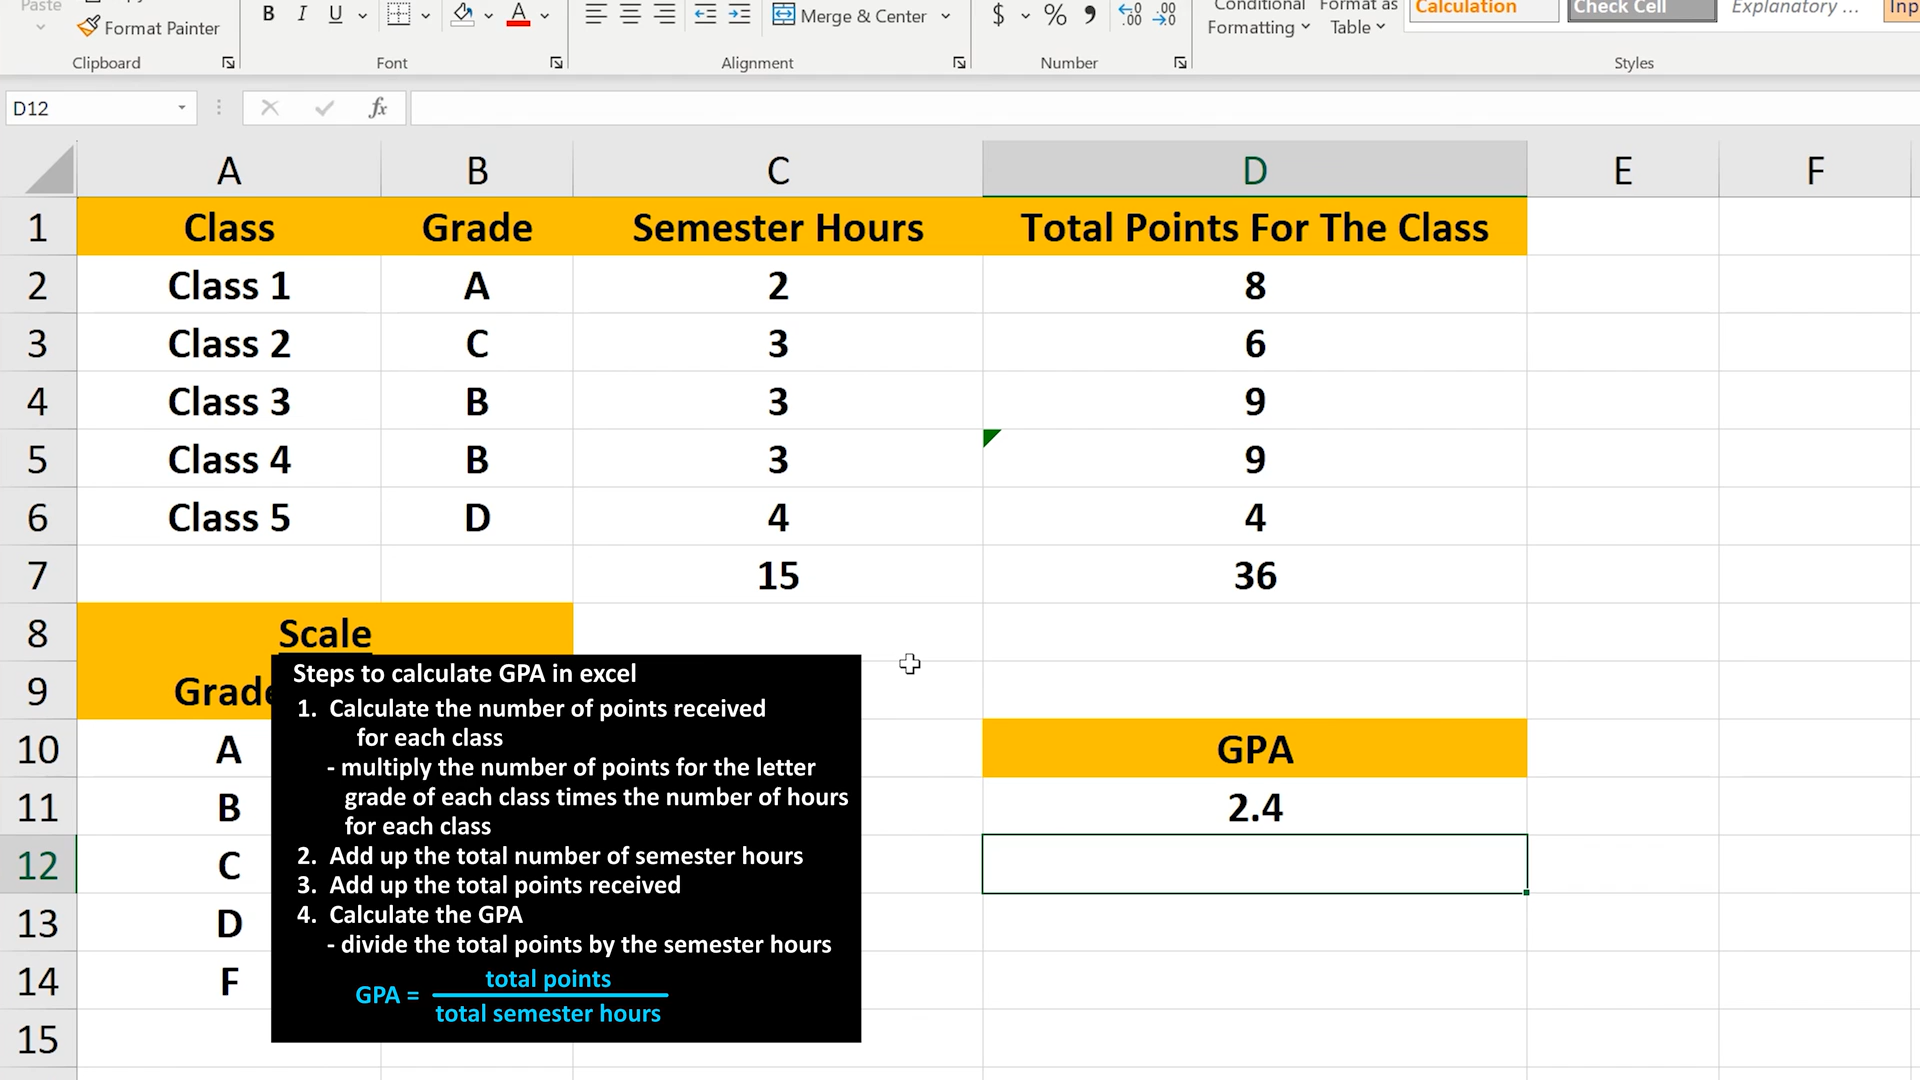 Paste
Format Painter
B I U A
Merge & Center
$ % 9 .00 .00
Conditional
Formatting
Format as
Table
Calculation
Check Cell
Explanatory ...
Inp
Clipboard
Font
Alignment
Number
Styles
D12
fx
A B C D E F
1 Class Grade Semester Hours Total Points For The Class
2 Class 1 A 2 8
3 Class 2 C 3 6
4 Class 3 B 3 9
5 Class 4 B 3 9
6 Class 5 D 4 4
7 15 36
8 Scale
9 Grade
10 A GPA
11 B 2.4
12 C
13 D
14 F
15
Steps to calculate GPA in excel
1. Calculate the number of points received
for each class
- multiply the number of points for the letter
grade of each class times the number of hours
for each class
2. Add up the total number of semester hours
3. Add up the total points received
4. Calculate the GPA
- divide the total points by the semester hours
GPA = total points
total semester hours